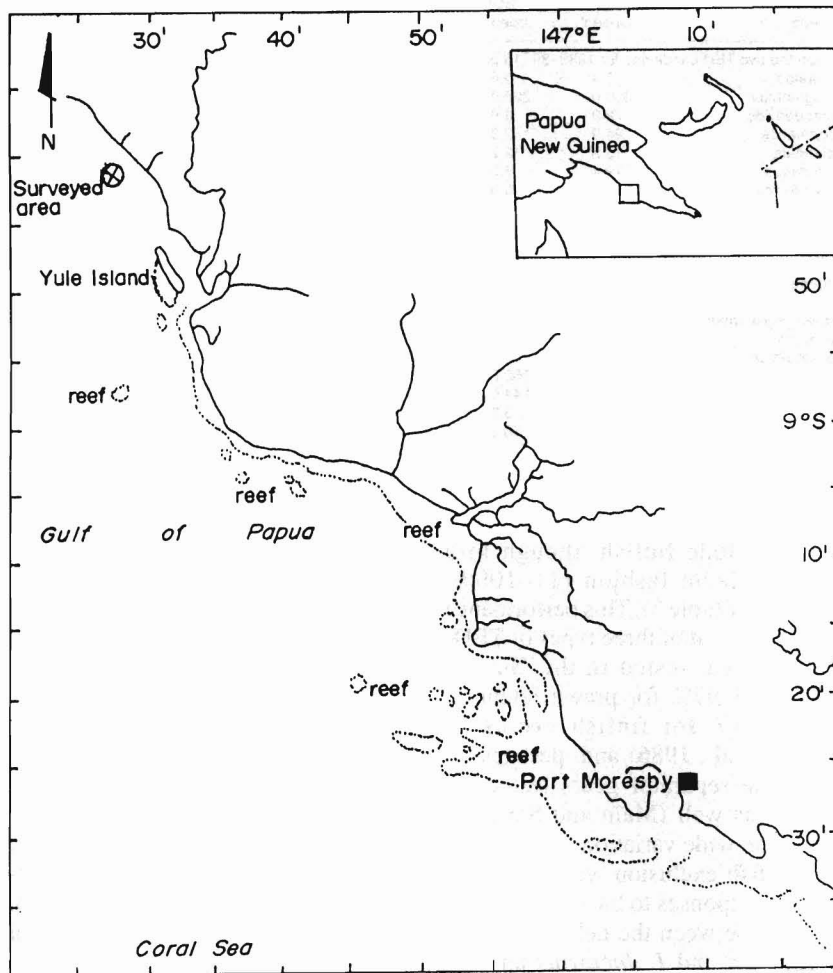 30'
40'
50'
147°E
10'
N
Papua
New Guinea
Surveyed
area
Yule Island
50'
reef
9°S
reef
reef
Gulf of Papua
10'
reef
20'
reef
Port Moresby
30'
Coral Sea